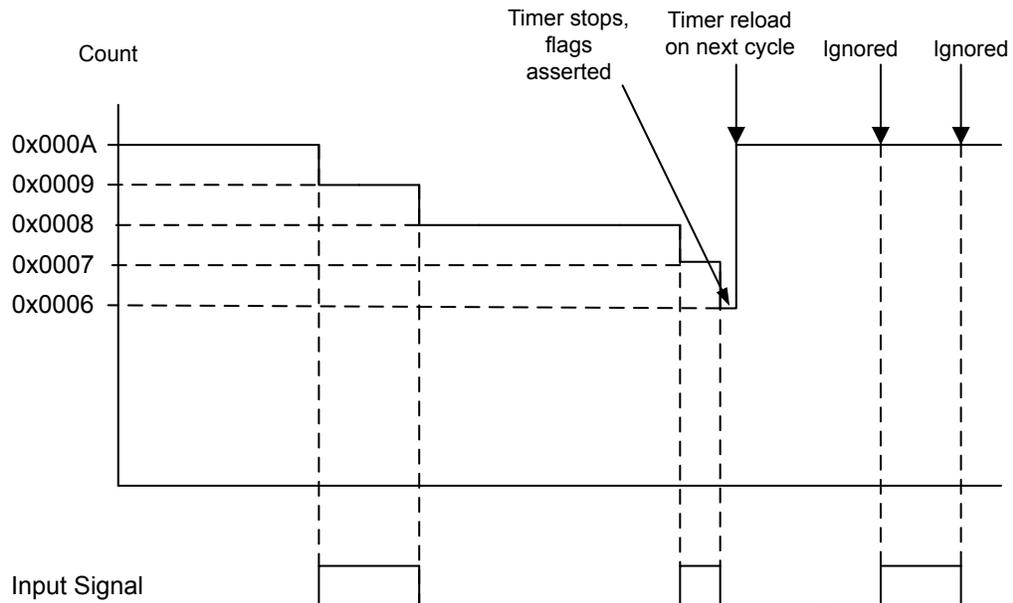 Timer stops,
flags
asserted
Timer reload
on next cycle
Ignored
Ignored
Count
0x000A
0x0009
0x0008
0x0007
0x0006
Input Signal